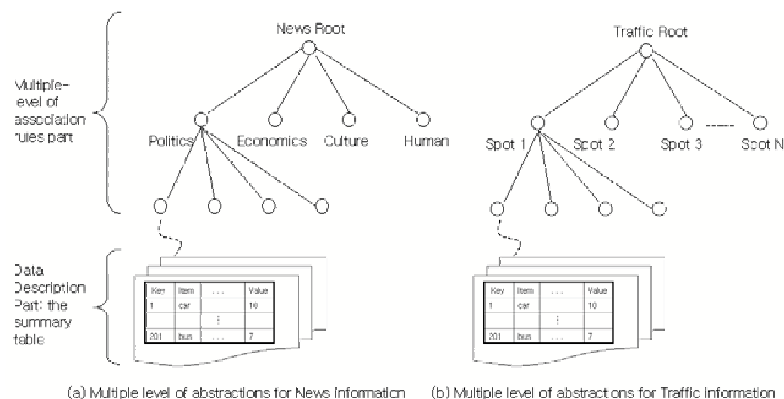 News Root
Traffic Root
Multiple-
level of
association
rules part
Politics Economics Culture Human
Spot 1 Spot 2 Spot 3 Spot N
Data
Description
Part: the
summary
table
Key Item ... Value
1 car 10
⋮
201 bus ... 7
Key Item ... Value
1 car 10
⋮
201 bus ... 7
(a) Multiple level of abstractions for News Information
(b) Multiple level of abstractions for Traffic Information